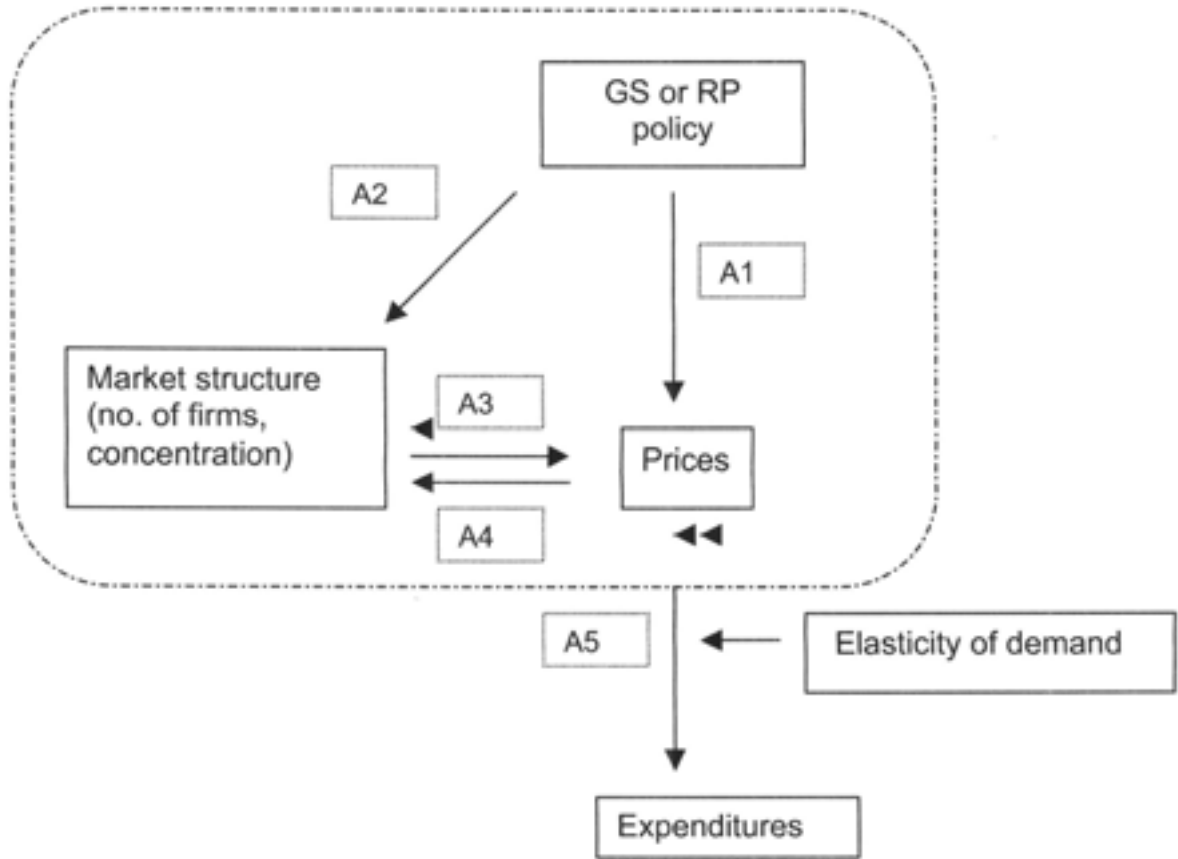 GS or RP
policy
A2
A1
Market structure
(no. of firms,
concentration)
A3
Prices
A4
A5
Elasticity of demand
Expenditures